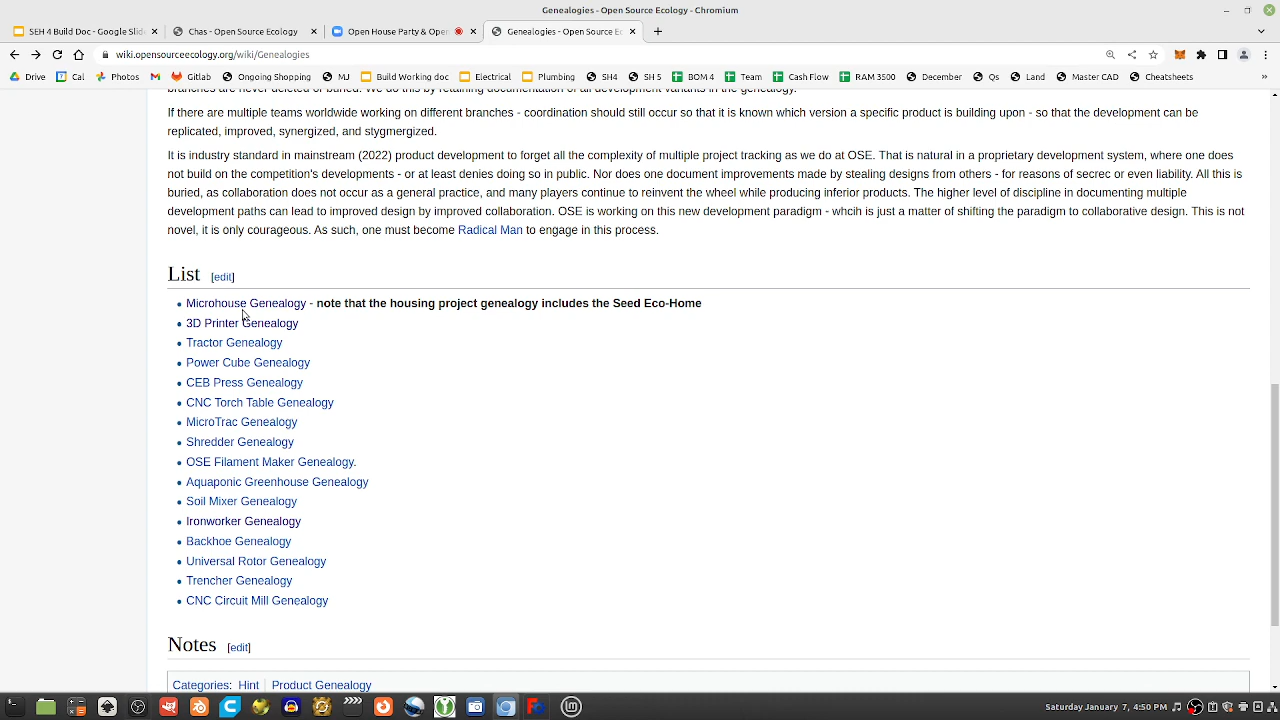 Genealogies - Open Source Ecology - Chromium
SEH 4 Build Doc - Google Slide
Chas - Open Source Ecology
Open House Party & Open
Genealogies - Open Source Ec
wiki.opensourceecology.org/wiki/Genealogies
Drive Cal Photos Gitlab Ongoing Shopping MJ Build Working doc Electrical Plumbing SH4 SH 5 BOM 4 Team Cash Flow RAM 3500 December Qs Land Master CAD Cheatsheets »
branches are never deleted or buried. We do this by retaining documentation of all development variants in the genealogy.
If there are multiple teams worldwide working on different branches - coordination should still occur so that it is known which version a specific product is building upon - so that the development can be
replicated, improved, synergized, and stygmergized.
It is industry standard in mainstream (2022) product development to forget all the complexity of multiple project tracking as we do at OSE. That is natural in a proprietary development system, where one does
not build on the competition's developments - or at least denies doing so in public. Nor does one document improvements made by stealing designs from others - for reasons of secrec or even liability. All this is
buried, as collaboration does not occur as a general practice, and many players continue to reinvent the wheel while producing inferior products. The higher level of discipline in documenting multiple
development paths can lead to improved design by improved collaboration. OSE is working on this new development paradigm - whcih is just a matter of shifting the paradigm to collaborative design. This is not
novel, it is only courageous. As such, one must become Radical Man to engage in this process.
List [edit]
• Microhouse Genealogy - note that the housing project genealogy includes the Seed Eco-Home
• 3D Printer Genealogy
• Tractor Genealogy
• Power Cube Genealogy
• CEB Press Genealogy
• CNC Torch Table Genealogy
• MicroTrac Genealogy
• Shredder Genealogy
• OSE Filament Maker Genealogy.
• Aquaponic Greenhouse Genealogy
• Soil Mixer Genealogy
• Ironworker Genealogy
• Backhoe Genealogy
• Universal Rotor Genealogy
• Trencher Genealogy
• CNC Circuit Mill Genealogy
Notes [edit]
Categories: Hint | Product Genealogy
Saturday January 7, 4:50 PM